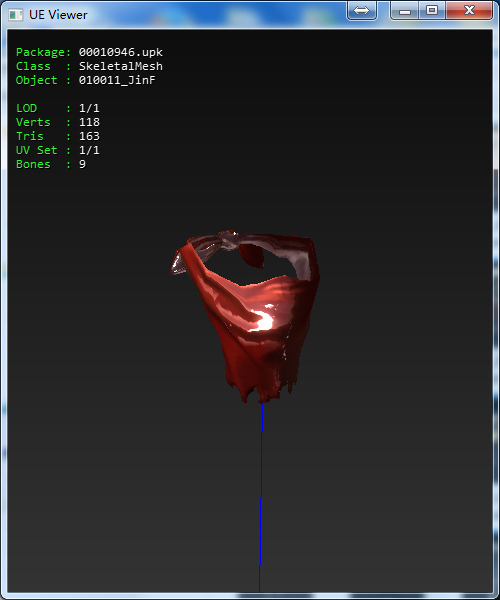 UE Viewer
Package: 00010946.upk
Class : SkeletalMesh
Object : 010011_JinF
LOD : 1/1
Verts : 118
Tris : 163
UV Set : 1/1
Bones : 9